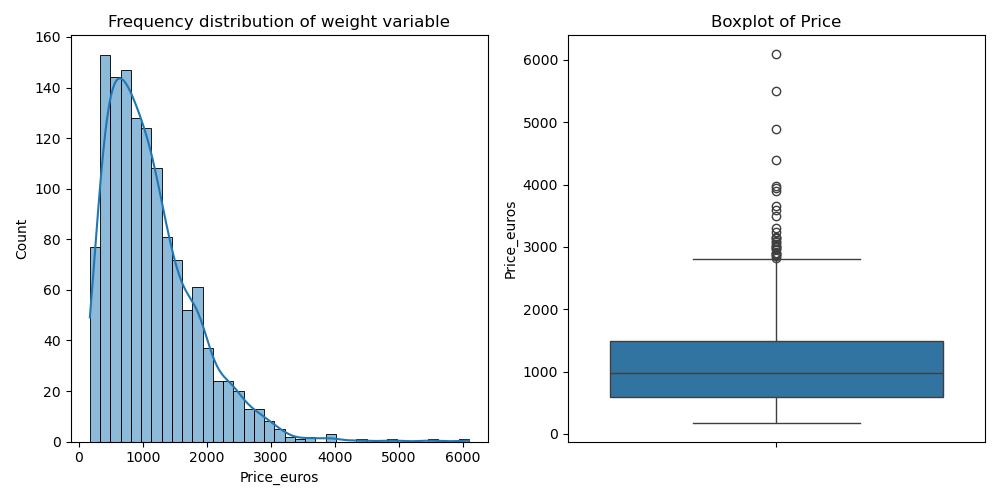 Frequency distribution of weight variable
160
140
120
100
80
60
40
20
0
Count
0 1000 2000 3000 4000 5000 6000
Price_euros
Boxplot of Price
6000
5000
4000
3000
2000
1000
0
Price_euros